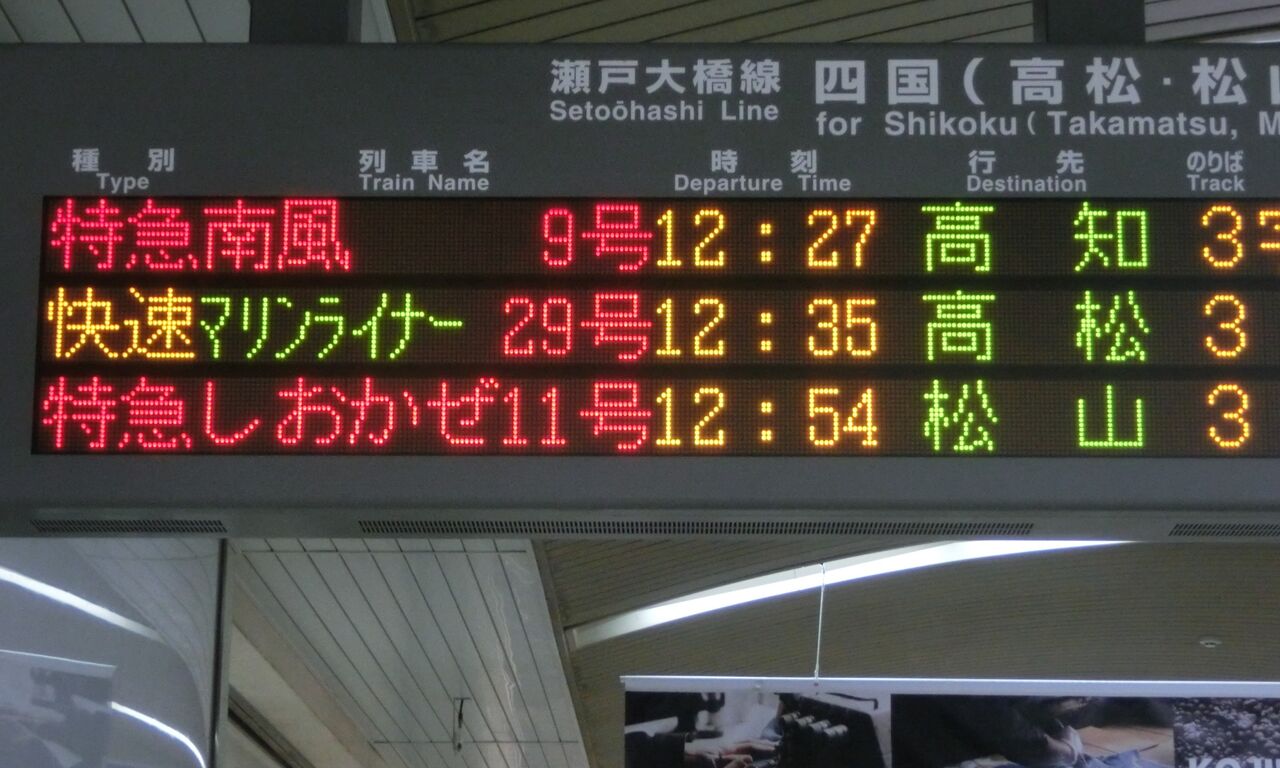 瀬戸大橋線 四国(高松・松
Setoōhashi Line for Shikoku (Takamatsu,
種別 列車名 時刻 行先 のりば
Type Train Name Departure Time Destination Track
特急南風 9号 12:27 高知 3
快速マリンライナー 29号 12:35 高松 3
特急しおかぜ11号 12:54 松山 3